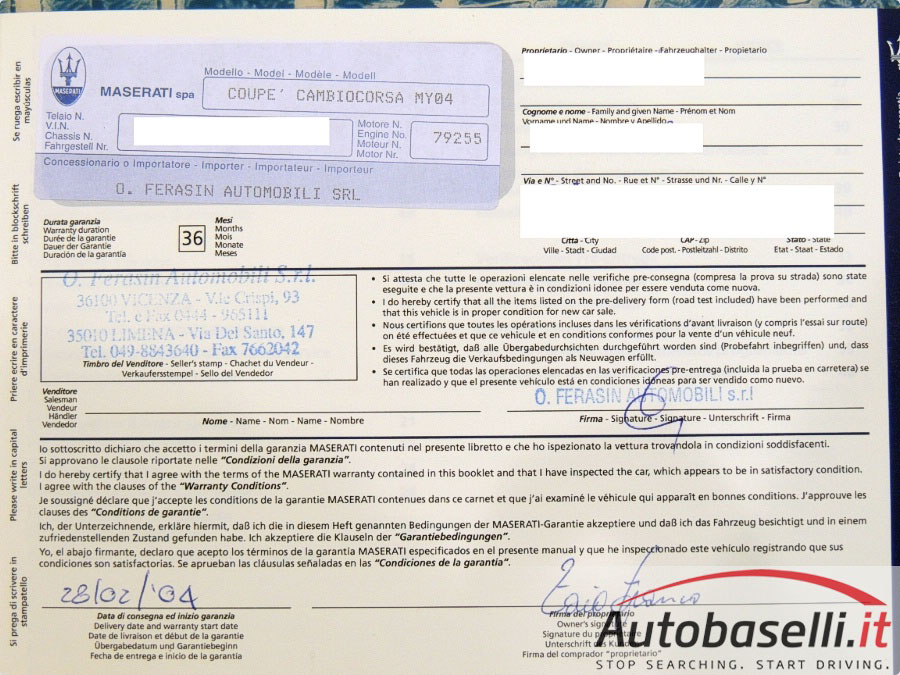 Se ruega escribir en
mayúsculas
Bitte in blockschrift
schreiben
Priere ecrire en caractere
d'imprimerie
Please write in capital
letters
Si prega di scrivere in
stampatello
MASERATI
MASERATI spa
Modello - Model - Modèle - Modell
COUPE' CAMBIOCORSA MY04
Telaio N.
V.I.N.
Chassis N.
Fahrgestell Nr.
Motore N.
Engine No.
Moteur N.
Motor Nr.
79255
Concessionario o Importatore - Importer - Importateur - Importeur
O. FERASIN AUTOMOBILI SRL
Proprietario - Owner - Propriétaire - Fahrzeughalter - Propietario
Cognome e nome - Family and given Name - Prénom et Nom
Vorname und Name - Nombre y Apellido
Via e N° - Street and No. - Rue et N° - Strasse und Nr. - Calle y N°
Città - City
Ville - Stadt - Ciudad
CAP - Zip
Code post. - Postleitzahl - Distrito
Stato - State
Etat - Staat - Estado
Durata garanzia
Warranty duration
Durée de la garantie
Dauer der Garantie
Duración de la garantía
36
Mesi
Months
Mois
Monate
Meses
O. Ferasin Automobili S.r.l.
36100 VICENZA - V.le Crispi, 93
Tel. e Fax 0444 - 965111
35010 LIMENA - Via Del Santo, 147
Tel. 049-8843640 - Fax 7662042
Timbro del Venditore - Seller's stamp - Chachet du Vendeur -
Verkaufersstempel - Sello del Vendedor
• Si attesta che tutte le operazioni elencate nelle verifiche pre-consegna (compresa la prova su strada) sono state
eseguite e che la presente vettura è in condizioni idonee per essere venduta come nuova.
• I do hereby certify that all the items listed on the pre-delivery form (road test included) have been performed and
that this vehicle is in proper condition for new car sale.
• Nous certifions que toutes les opérations incluses dans les vérifications d'avant livraison (y compris l'essai sur route)
on été effectuées et que ce vehicule et en conditions conformes pour la vente d'un véhicule neuf.
• Es wird bestätigt, daß alle Übergabedurchsichten durchgeführt worden sind (Probefahrt inbegriffen) und, dass
dieses Fahrzeug die Verkaufsbedingungen als Neuwagen erfüllt.
• Se certifica que todas las operaciones elencadas en las verificaciones pre-entrega (incluida la prueba en carretera) se
han realizado y que el presente vehículo está en condiciones idóneas para ser vendido como nuevo.
O. FERASIN AUTOMOBILI s.r.l
Venditore
Salesman
Vendeur
Händler
Vendedor
Nome - Name - Nom - Name - Nombre
Firma - Signature - Signature - Unterschrift - Firma
Io sottoscritto dichiaro che accetto i termini della garanzia MASERATI contenuti nel presente libretto e che ho ispezionato la vettura trovandola in condizioni soddisfacenti.
Si approvano le clausole riportate nelle "Condizioni della garanzia".
I do hereby certify that I agree with the terms of the MASERATI warranty contained in this booklet and that I have inspected the car, which appears to be in satisfactory condition.
I agree with the clauses of the "Warranty Conditions".
Je soussigné déclare que j'accepte les conditions de la garantie MASERATI contenues dans ce carnet et que j'ai examiné le véhicule qui apparaît en bonnes conditions. J'approuve les
clauses des "Conditions de garantie".
Ich, der Unterzeichnende, erkläre hiermit, daß ich die in diesem Heft genannten Bedingungen der MASERATI-Garantie akzeptiere und daß ich das Fahrzeug besichtigt und in einem
zufriedenstellenden Zustand gefunden habe. Ich akzeptiere die Klauseln der "Garantiebedingungen".
Yo, el abajo firmante, declaro que acepto los términos de la garantía MASERATI especificados en el presente manual y que he inspeccionado este vehículo registrando que sus
condiciones son satisfactorias. Se aprueban las cláusulas señaladas en las "Condiciones de la garantía".
28/02/'04
Franco
Data di consegna ed inizio garanzia
Delivery date and warranty start date
Date de livraison et début de la garantie
Übergabedatum und Garantiebeginn
Fecha de entrega e inicio de la garantía
Firma del proprietario
Owner's signature
Signature du propriétaire
Unterschrift des Kunden
Firma del comprador "propietario"
Autobaselli.it
STOP SEARCHING. START DRIVING.